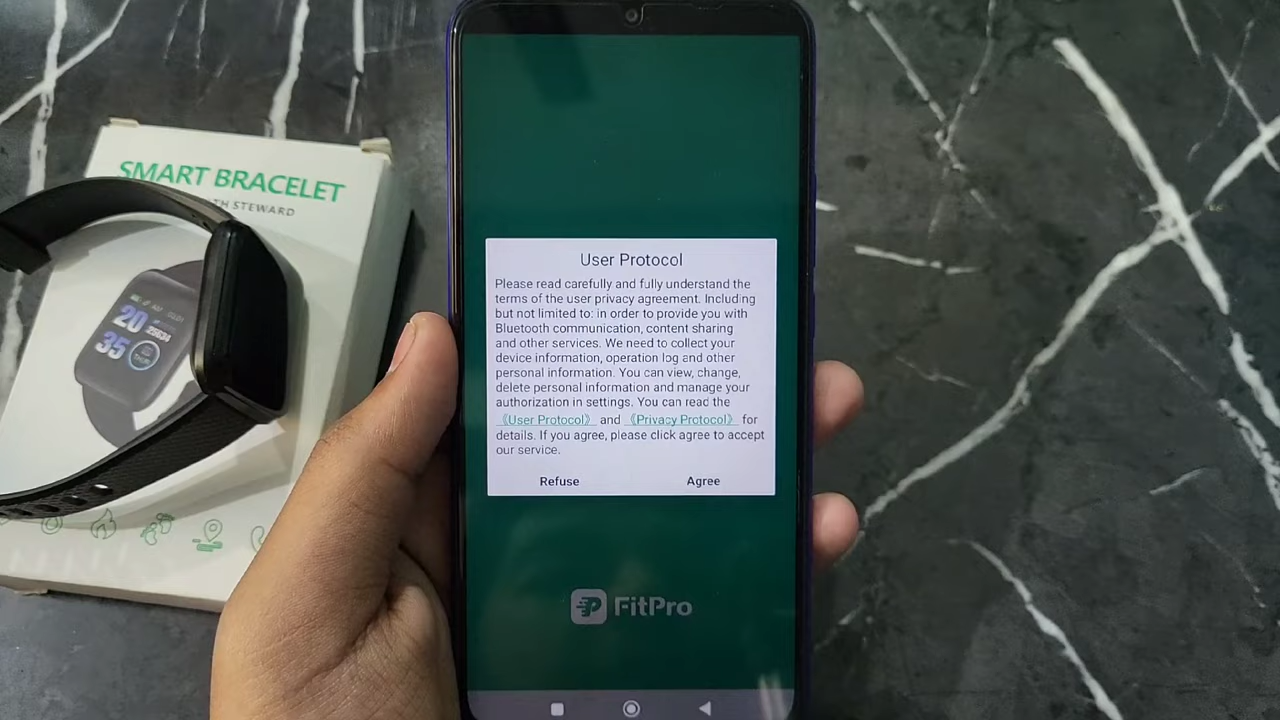 SMART BRACELET
TH STEWARD
20
35
User Protocol
Please read carefully and fully understand the
terms of the user privacy agreement. Including
but not limited to: in order to provide you with
Bluetooth communication, content sharing
and other services. We need to collect your
device information, operation log and other
personal information. You can view, change,
delete personal information and manage your
authorization in settings. You can read the
《User Protocol》 and 《Privacy Protocol》 for
details. If you agree, please click agree to accept
our service.
Refuse Agree
FitPro